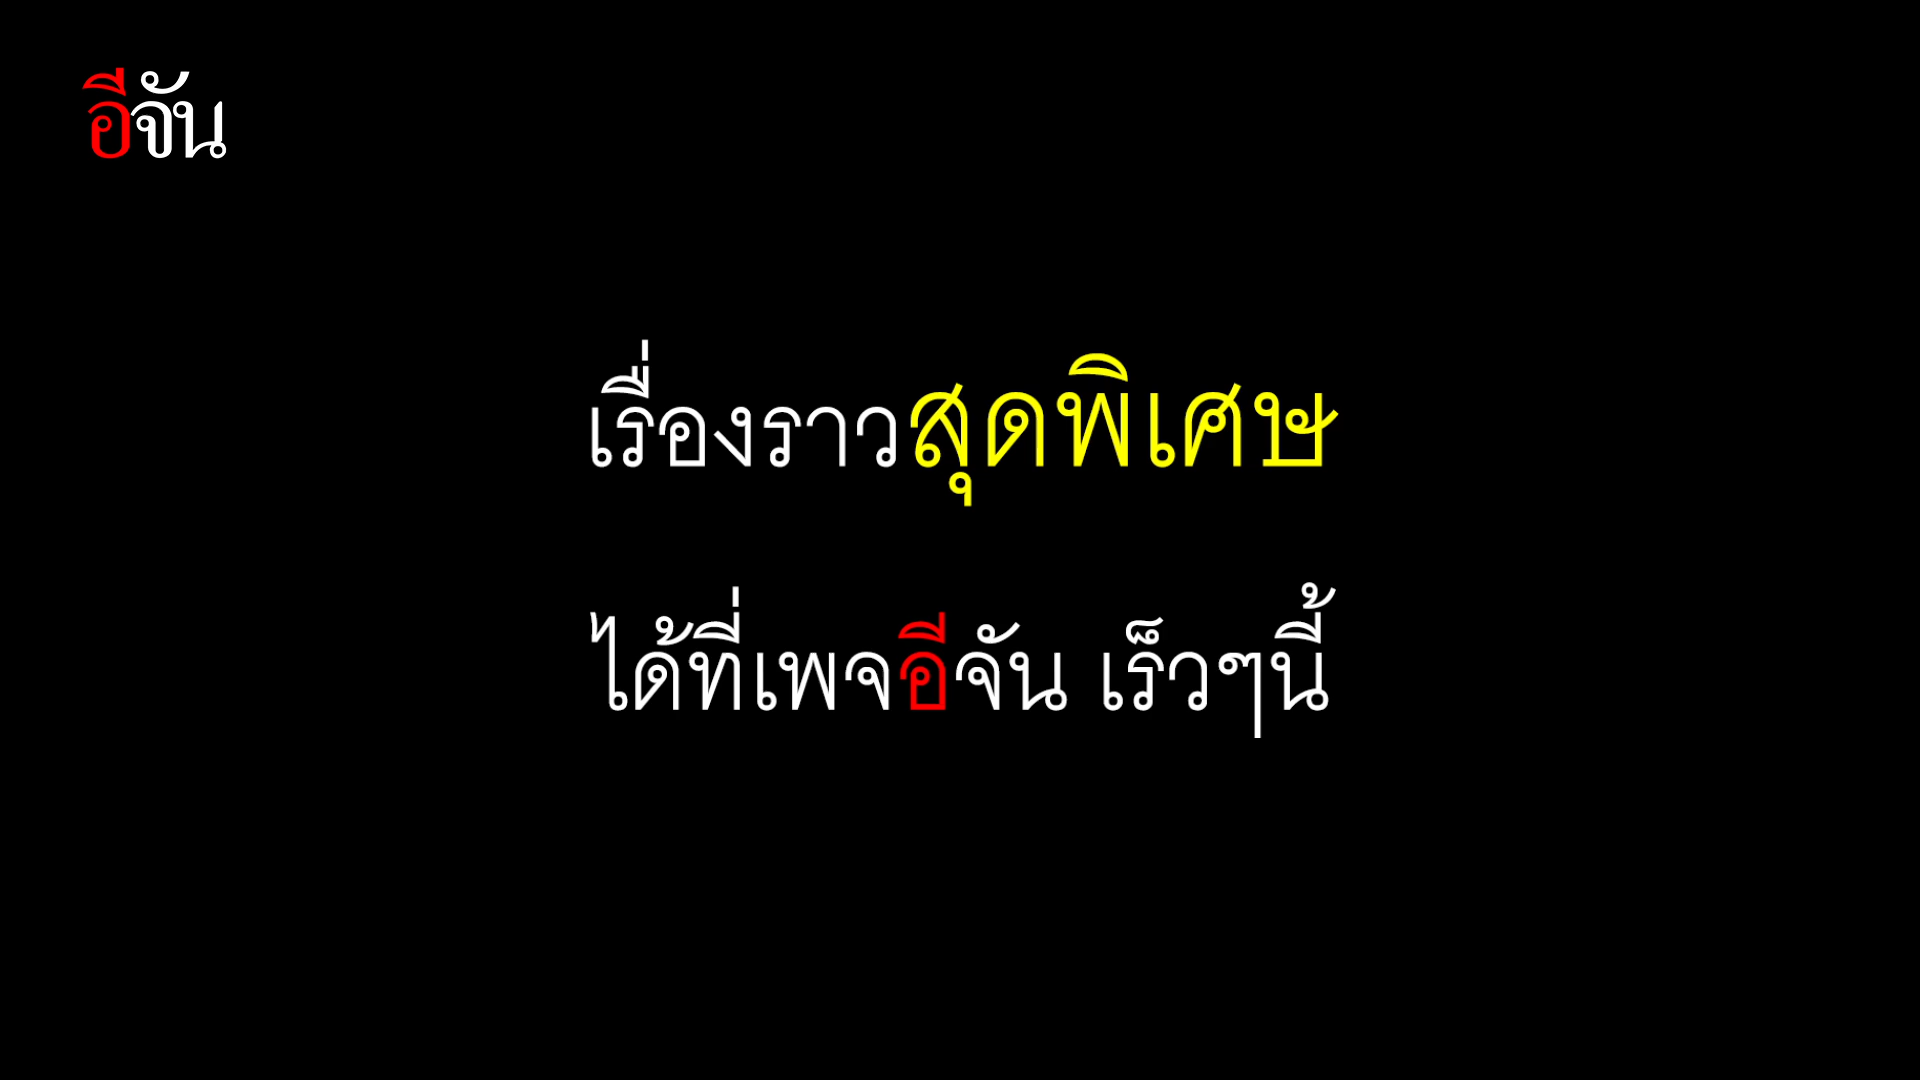 อีจัน
เรื่องราวสุดพิเศษ
ได้ที่เพจอีจัน เร็วๆนี้